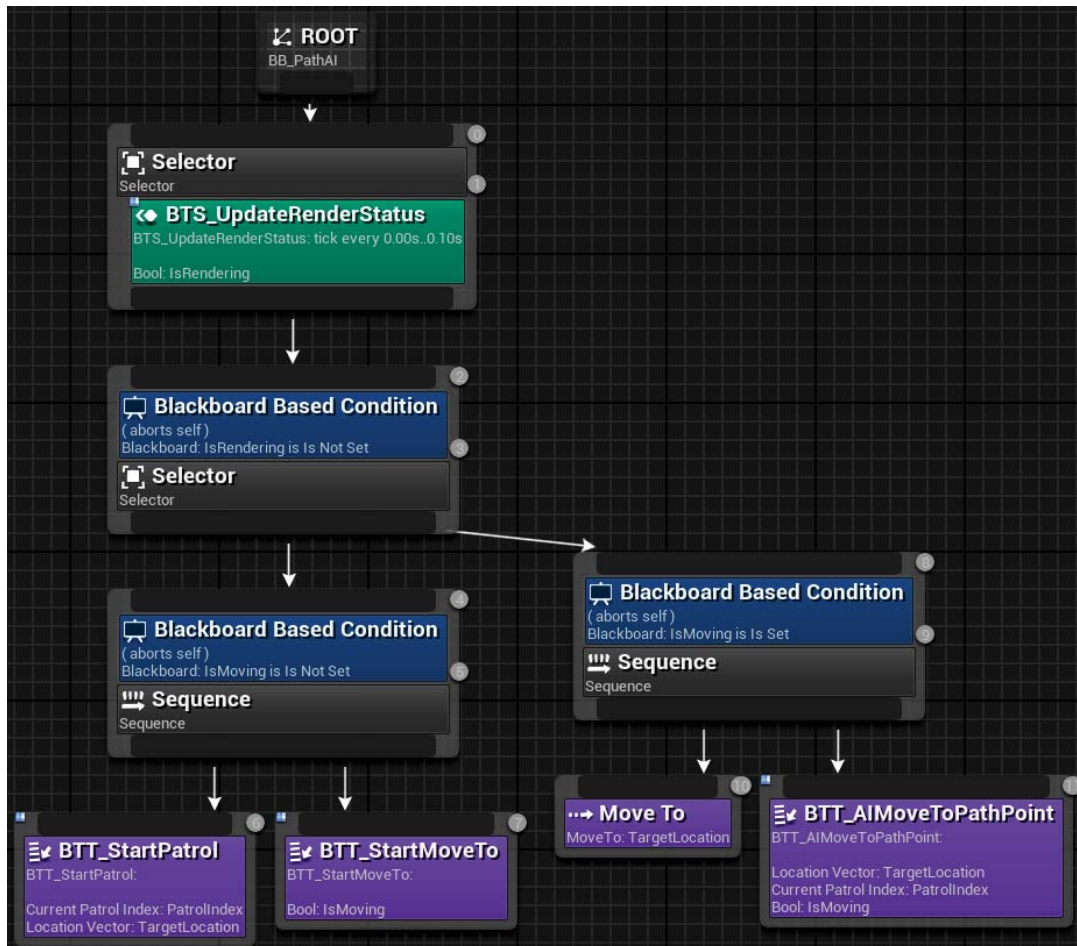 ROOT
BB_PathAI
0
Selector
Selector
1
BTS_UpdateRenderStatus
BTS_UpdateRenderStatus: tick every 0.00s..0.10s
Bool: IsRendering
2
Blackboard Based Condition
( aborts self )
Blackboard: IsRendering is Is Not Set
3
Selector
Selector
4
Blackboard Based Condition
( aborts self )
Blackboard: IsMoving is Is Not Set
5
Sequence
Sequence
8
Blackboard Based Condition
( aborts self )
Blackboard: IsMoving is Is Set
9
Sequence
Sequence
6
BTT_StartPatrol
BTT_StartPatrol:
Current Patrol Index: PatrolIndex
Location Vector: TargetLocation
7
BTT_StartMoveTo
BTT_StartMoveTo:
Bool: IsMoving
10
Move To
MoveTo: TargetLocation
BTT_AIMoveToPathPoint
BTT_AIMoveToPathPoint:
Location Vector: TargetLocation
Current Patrol Index: PatrolIndex
Bool: IsMoving